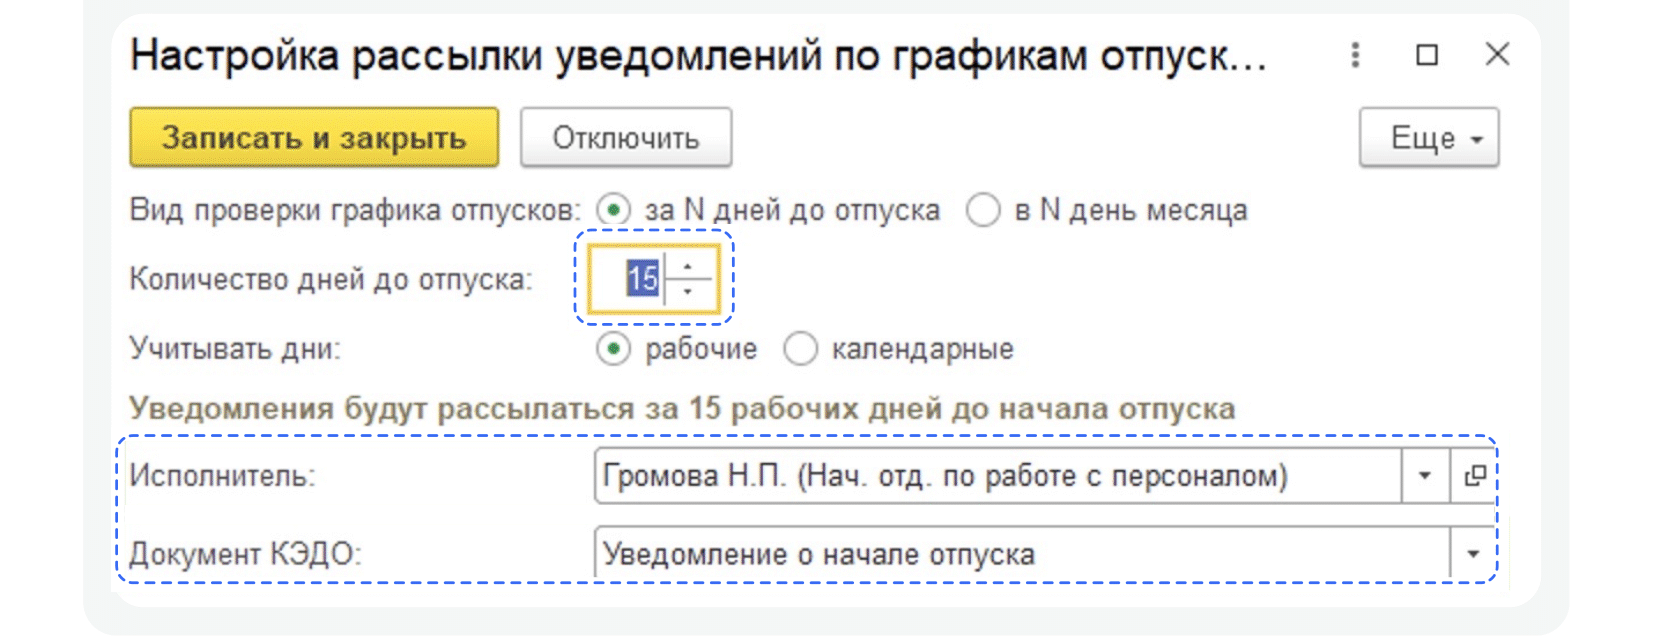 Настройка рассылки уведомлений по графикам отпуск...
Записать и закрыть Отключить Еще
Вид проверки графика отпусков: за N дней до отпуска в N день месяца
Количество дней до отпуска: 15
Учитывать дни: рабочие календарные
Уведомления будут рассылаться за 15 рабочих дней до начала отпуска
Исполнитель: Громова Н.П. (Нач. отд. по работе с персоналом)
Документ КЭДО: Уведомление о начале отпуска